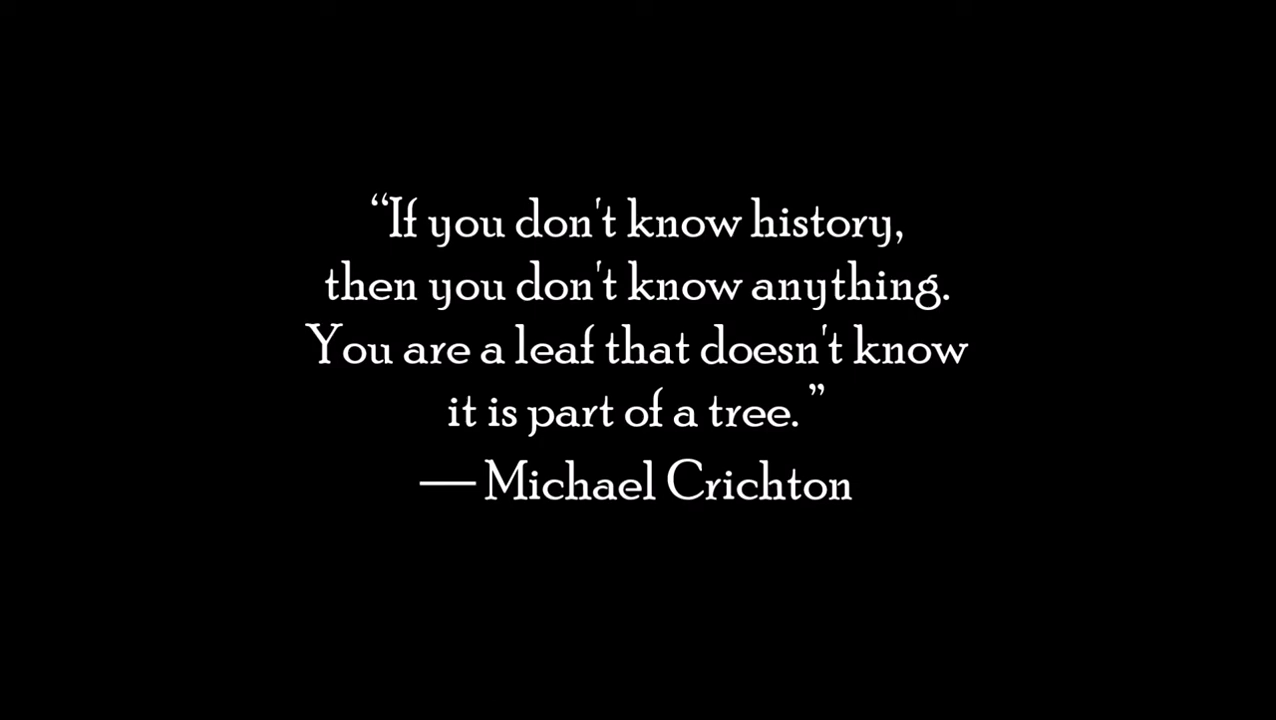 “If you don't know history,
then you don't know anything.
You are a leaf that doesn't know
it is part of a tree. ”
— Michael Crichton